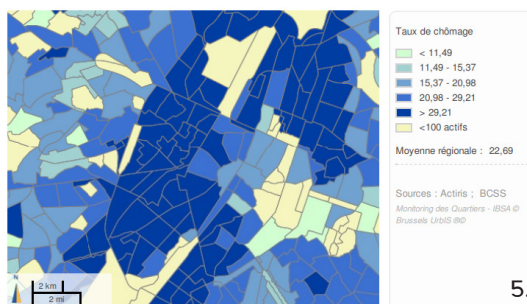 Taux de chômage
< 11,49
11,49 - 15,37
15,37 - 20,98
20,98 - 29,21
> 29,21
<100 actifs
Moyenne régionale : 22,69
Sources : Actiris ; BCSS
Monitoring des Quartiers - IBSA ©
Brussels UrbIS ®©
N
2 km
2 mi
5.